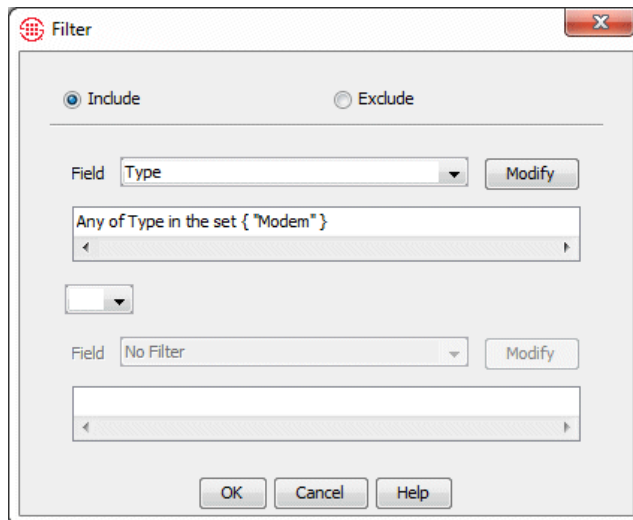 Filter
Include Exclude
Field Type Modify
Any of Type in the set { "Modem" }
Field No Filter Modify
OK Cancel Help